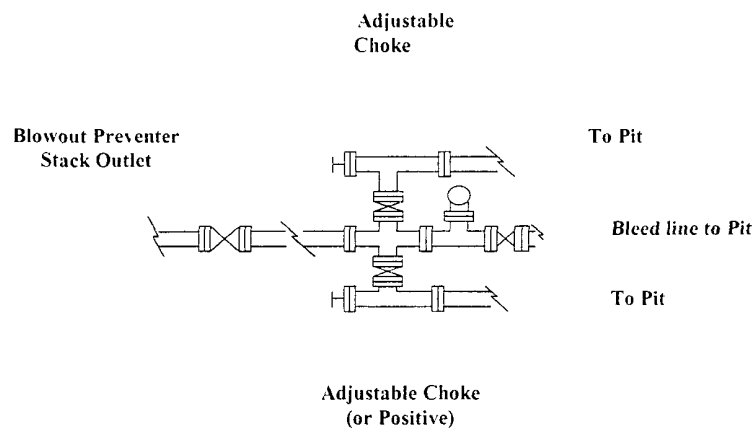 Adjustable
Choke
Blowout Preventer
Stack Outlet
To Pit
Bleed line to Pit
To Pit
Adjustable Choke
(or Positive)